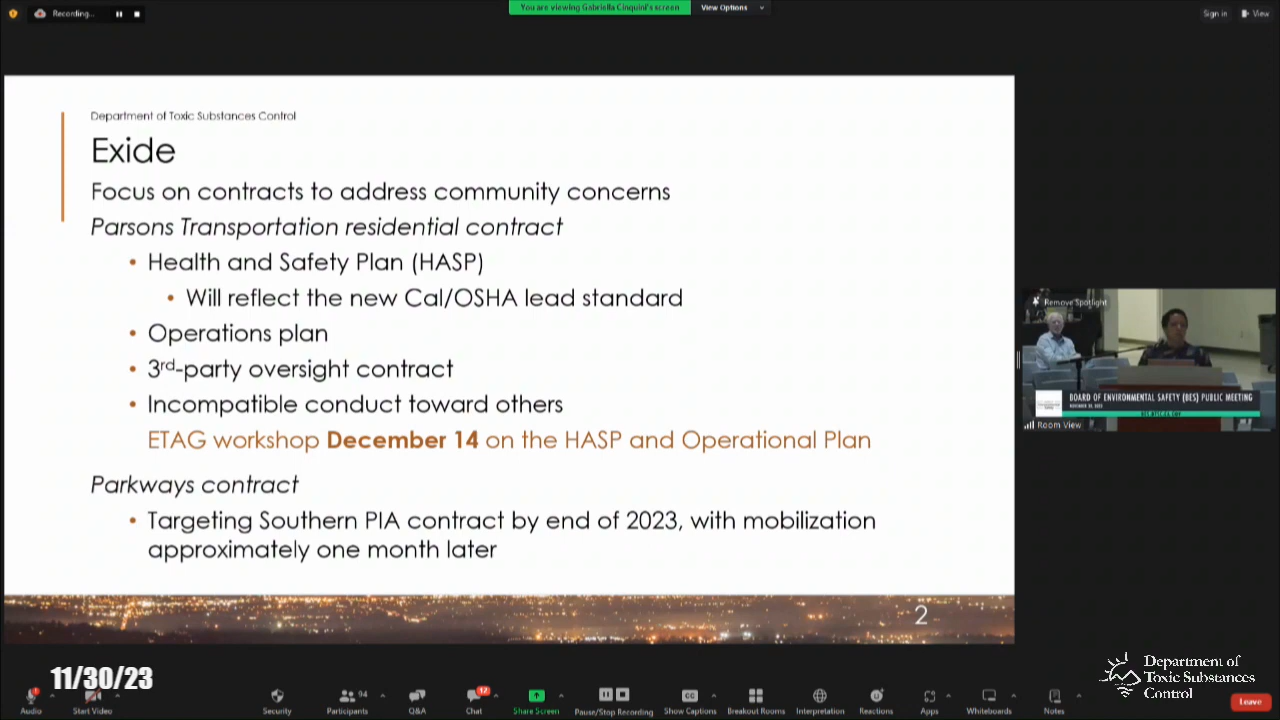 Recording...
You are viewing Gabriella Cinquini's screen
View Options
Sign in
View
Department of Toxic Substances Control
Exide
Focus on contracts to address community concerns
Parsons Transportation residential contract
• Health and Safety Plan (HASP)
• Will reflect the new Cal/OSHA lead standard
• Operations plan
• 3rd-party oversight contract
• Incompatible conduct toward others
ETAG workshop December 14 on the HASP and Operational Plan
Parkways contract
• Targeting Southern PIA contract by end of 2023, with mobilization
approximately one month later
2
Remove Spotlight
BOARD OF ENVIRONMENTAL SAFETY (BES) PUBLIC MEETING
NOVEMBER 30, 2023
Room View
11/30/23
Department of
Toxic Substances
Control
Audio
Start Video
Security
Participants
94
Q&A
Chat
12
Share Screen
Pause/Stop Recording
Show Captions
Breakout Rooms
Interpretation
Reactions
Apps
Whiteboards
Notes
Leave